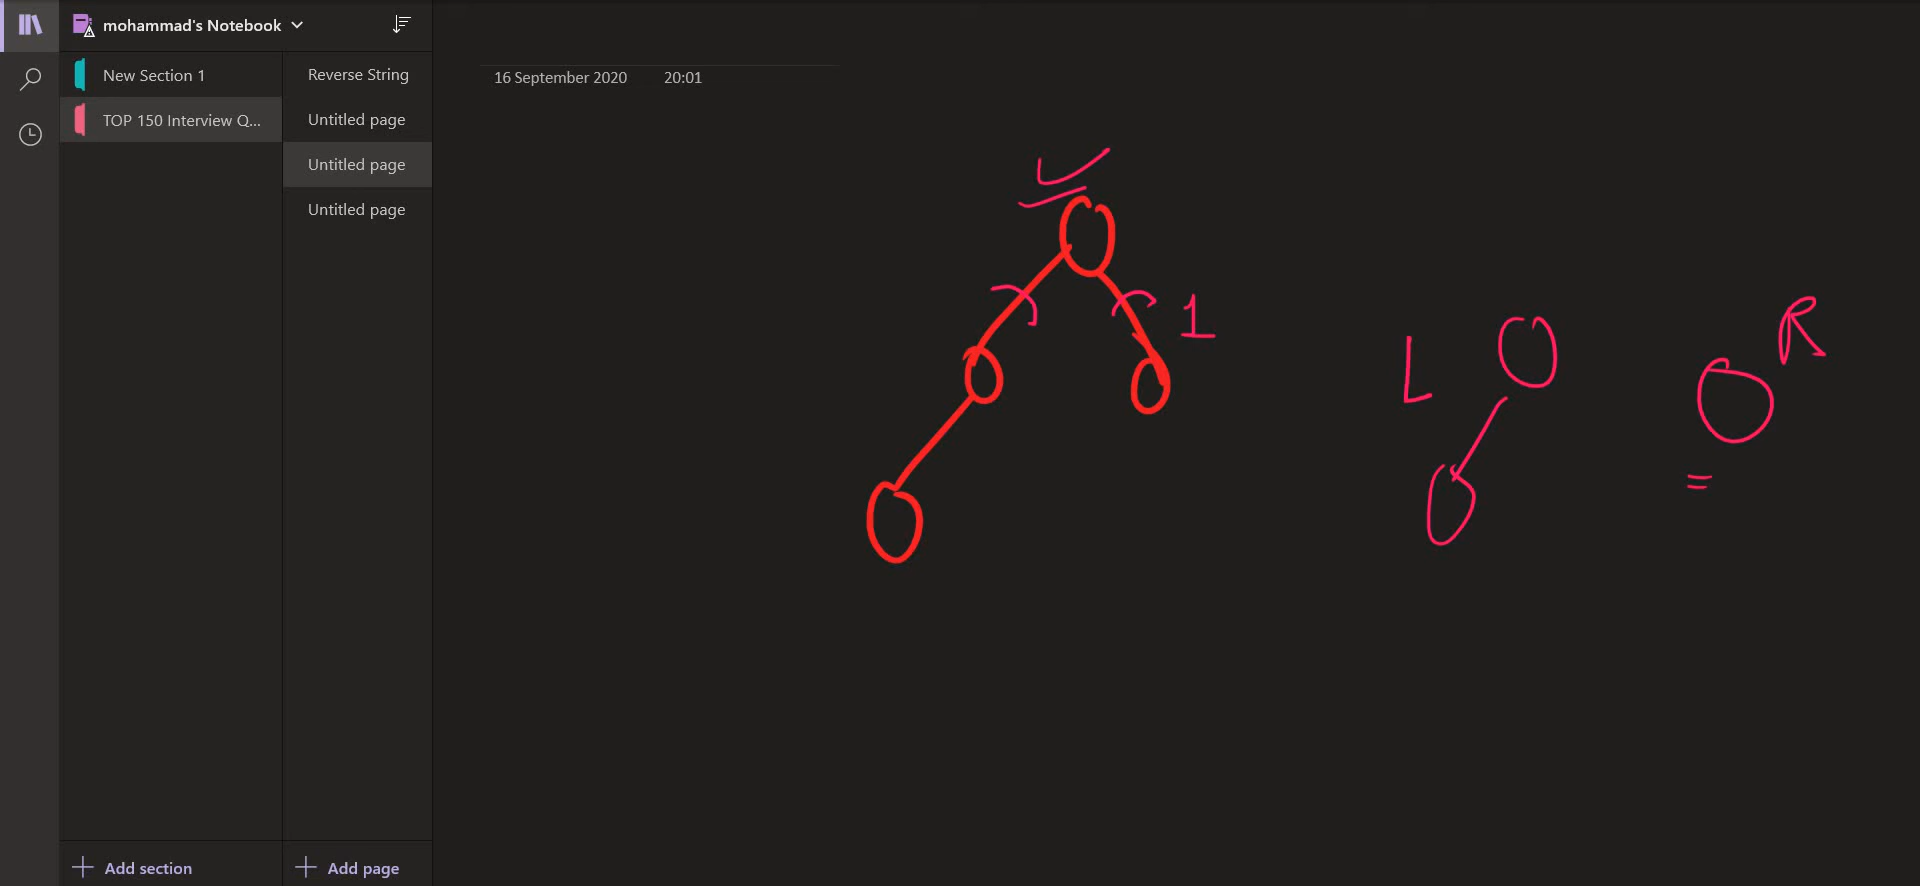 mohammad's Notebook
New Section 1
TOP 150 Interview Q...
Reverse String
Untitled page
Untitled page
Untitled page
16 September 2020 20:01
1
L
R
=
Add section
Add page